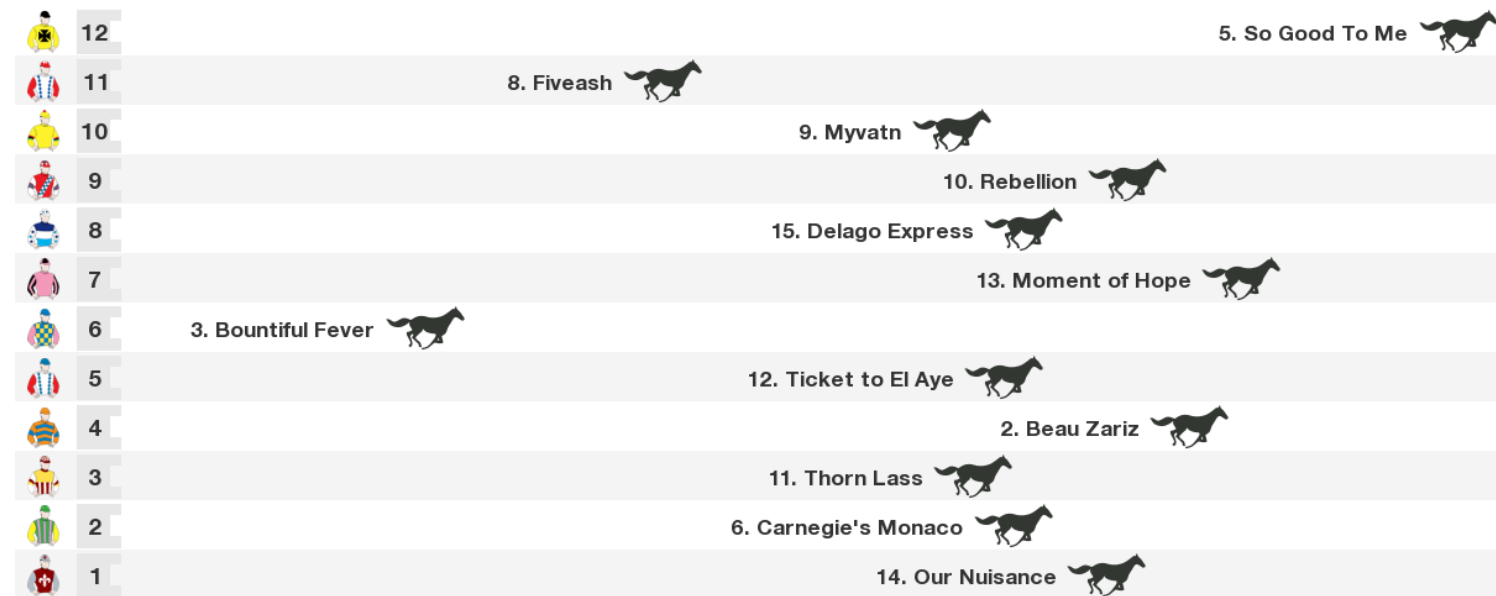 12 5. So Good To Me
11 8. Fiveash
10 9. Myvatn
9 10. Rebellion
8 15. Delago Express
7 13. Moment of Hope
6 3. Bountiful Fever
5 12. Ticket to El Aye
4 2. Beau Zariz
3 11. Thorn Lass
2 6. Carnegie's Monaco
1 14. Our Nuisance